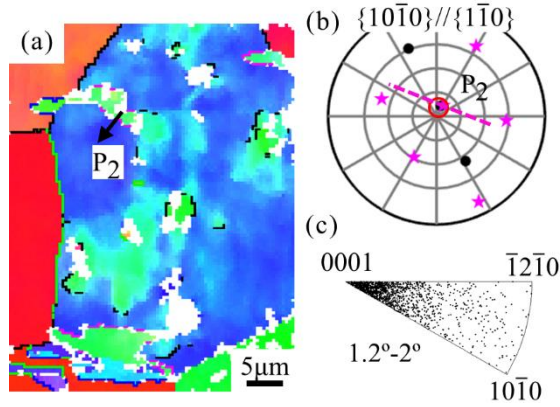 (a)
P₂
5μm
(b) {101̅0}//{11̅0}
P₂
(c)
0001 1̅21̅0
1.2º-2º
101̅0